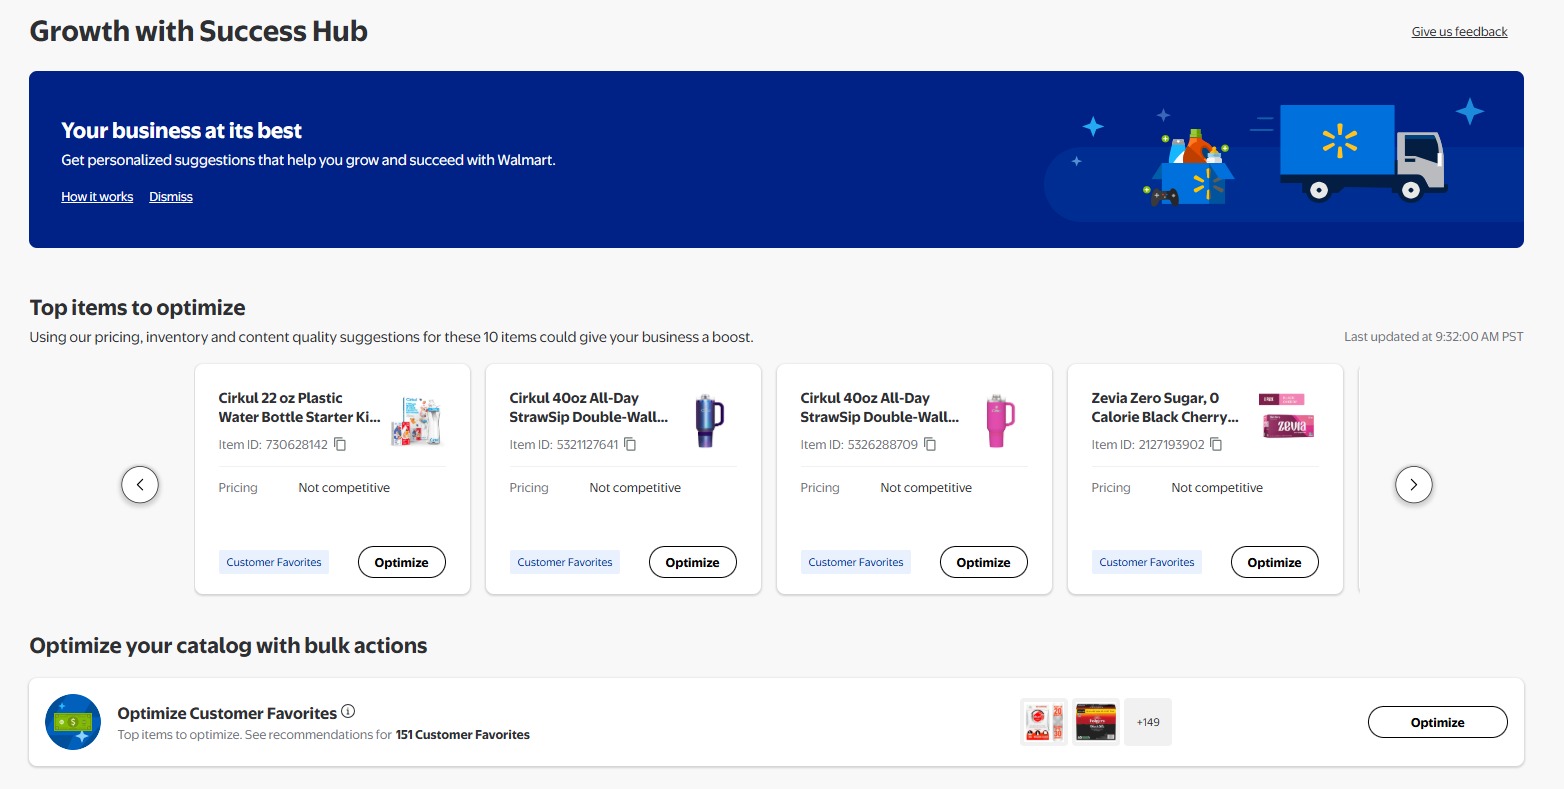 Growth with Success Hub
Give us feedback
Your business at its best
Get personalized suggestions that help you grow and succeed with Walmart.
How it works Dismiss
Top items to optimize
Using our pricing, inventory and content quality suggestions for these 10 items could give your business a boost.
Last updated at 9:32:00 AM PST
Cirkul 22 oz Plastic
Water Bottle Starter Ki...
Item ID: 730628142
Pricing Not competitive
Customer Favorites Optimize
Cirkul 40oz All-Day
StrawSip Double-Wall...
Item ID: 5321127641
Pricing Not competitive
Customer Favorites Optimize
Cirkul 40oz All-Day
StrawSip Double-Wall...
Item ID: 5326288709
Pricing Not competitive
Customer Favorites Optimize
Zevia Zero Sugar, 0
Calorie Black Cherry...
Item ID: 2127193902
zevia
Pricing Not competitive
Customer Favorites Optimize
Optimize your catalog with bulk actions
Optimize Customer Favorites
Top items to optimize. See recommendations for 151 Customer Favorites
+149
Optimize